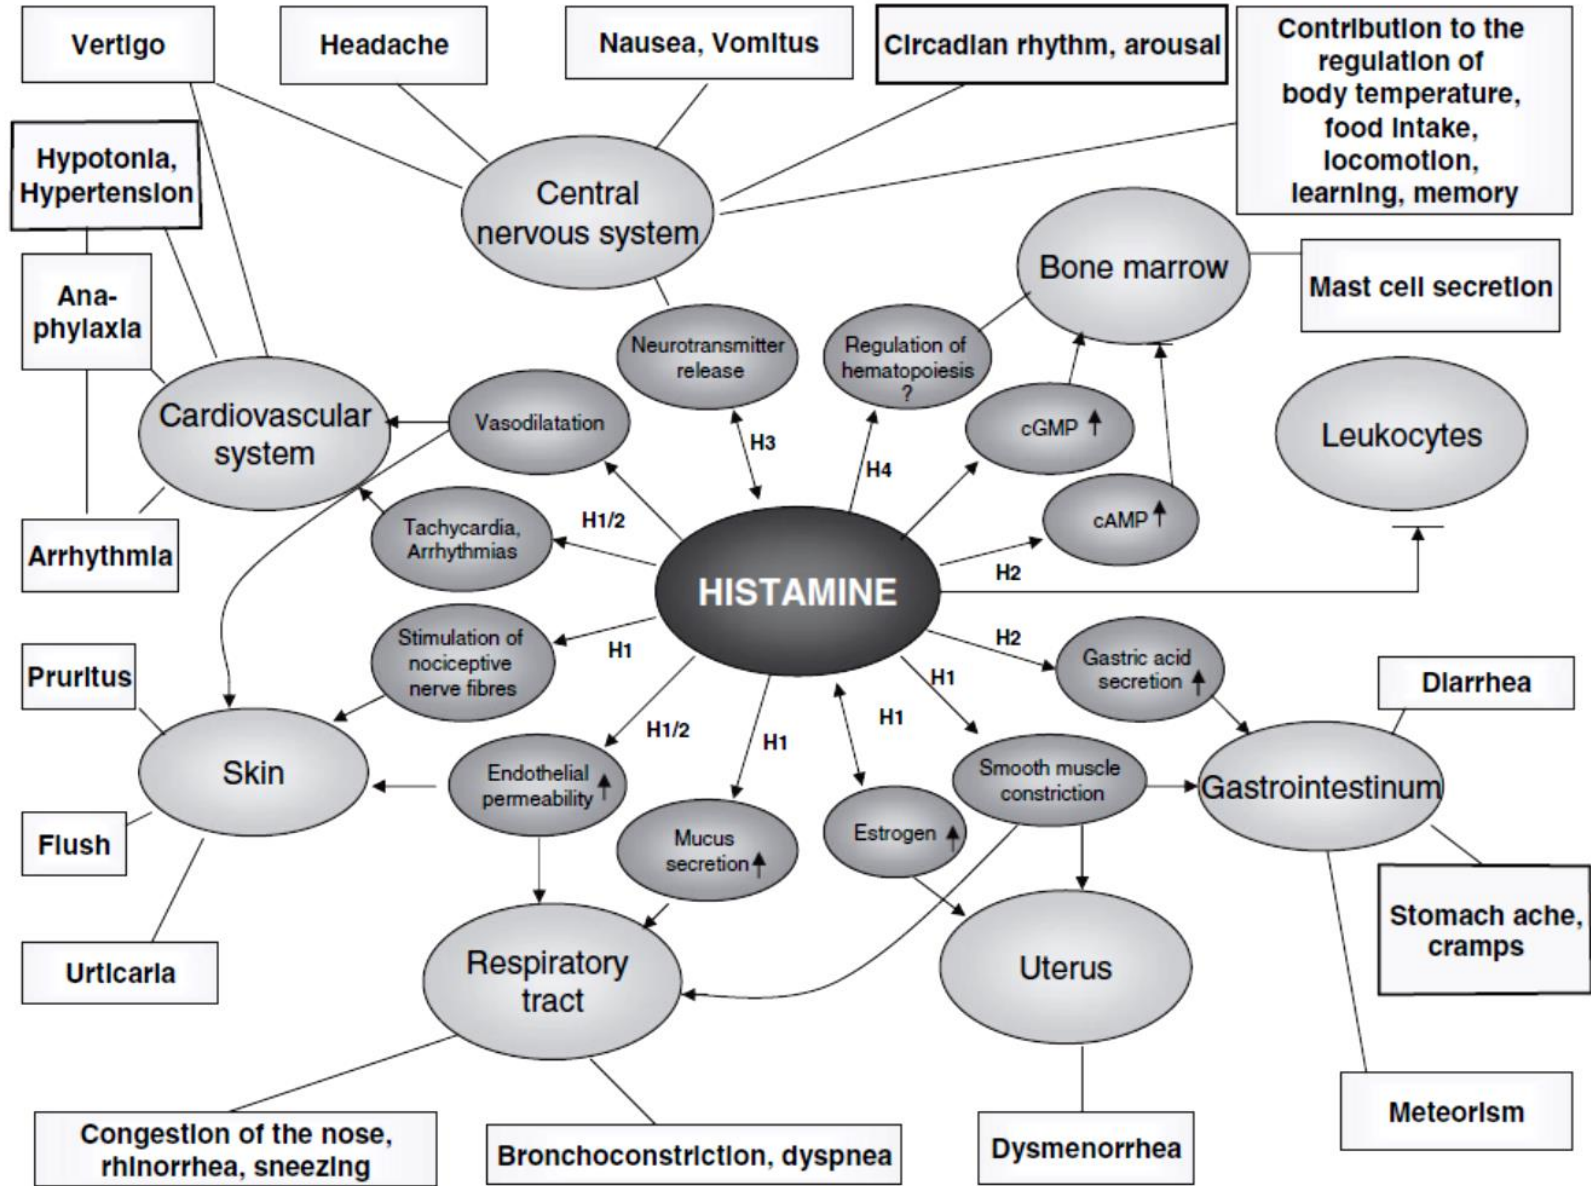 Vertigo
Headache
Nausea, Vomitus
Circadian rhythm, arousal
Contribution to the
regulation of
body temperature,
food intake,
locomotion,
learning, memory
Hypotonia,
Hypertension
Central
nervous system
Bone marrow
Mast cell secretion
Ana-
phylaxia
Neurotransmitter
release
Regulation of
hematopoiesis
?
Cardiovascular
system
Vasodilatation
H3
H4
cGMP ↑
Leukocytes
Arrhythmia
Tachycardia,
Arrhythmias
H1/2
cAMP ↑
H2
HISTAMINE
Pruritus
Stimulation of
nociceptive
nerve fibres
H1
H2
Gastric acid
secretion ↑
Diarrhea
H1
H1/2
H1
H1
Skin
Endothelial
permeability ↑
Smooth muscle
constriction
Gastrointestinum
Flush
Mucus
secretion ↑
Estrogen ↑
Stomach ache,
cramps
Urticaria
Respiratory
tract
Uterus
Congestion of the nose,
rhinorrhea, sneezing
Bronchoconstriction, dyspnea
Dysmenorrhea
Meteorism